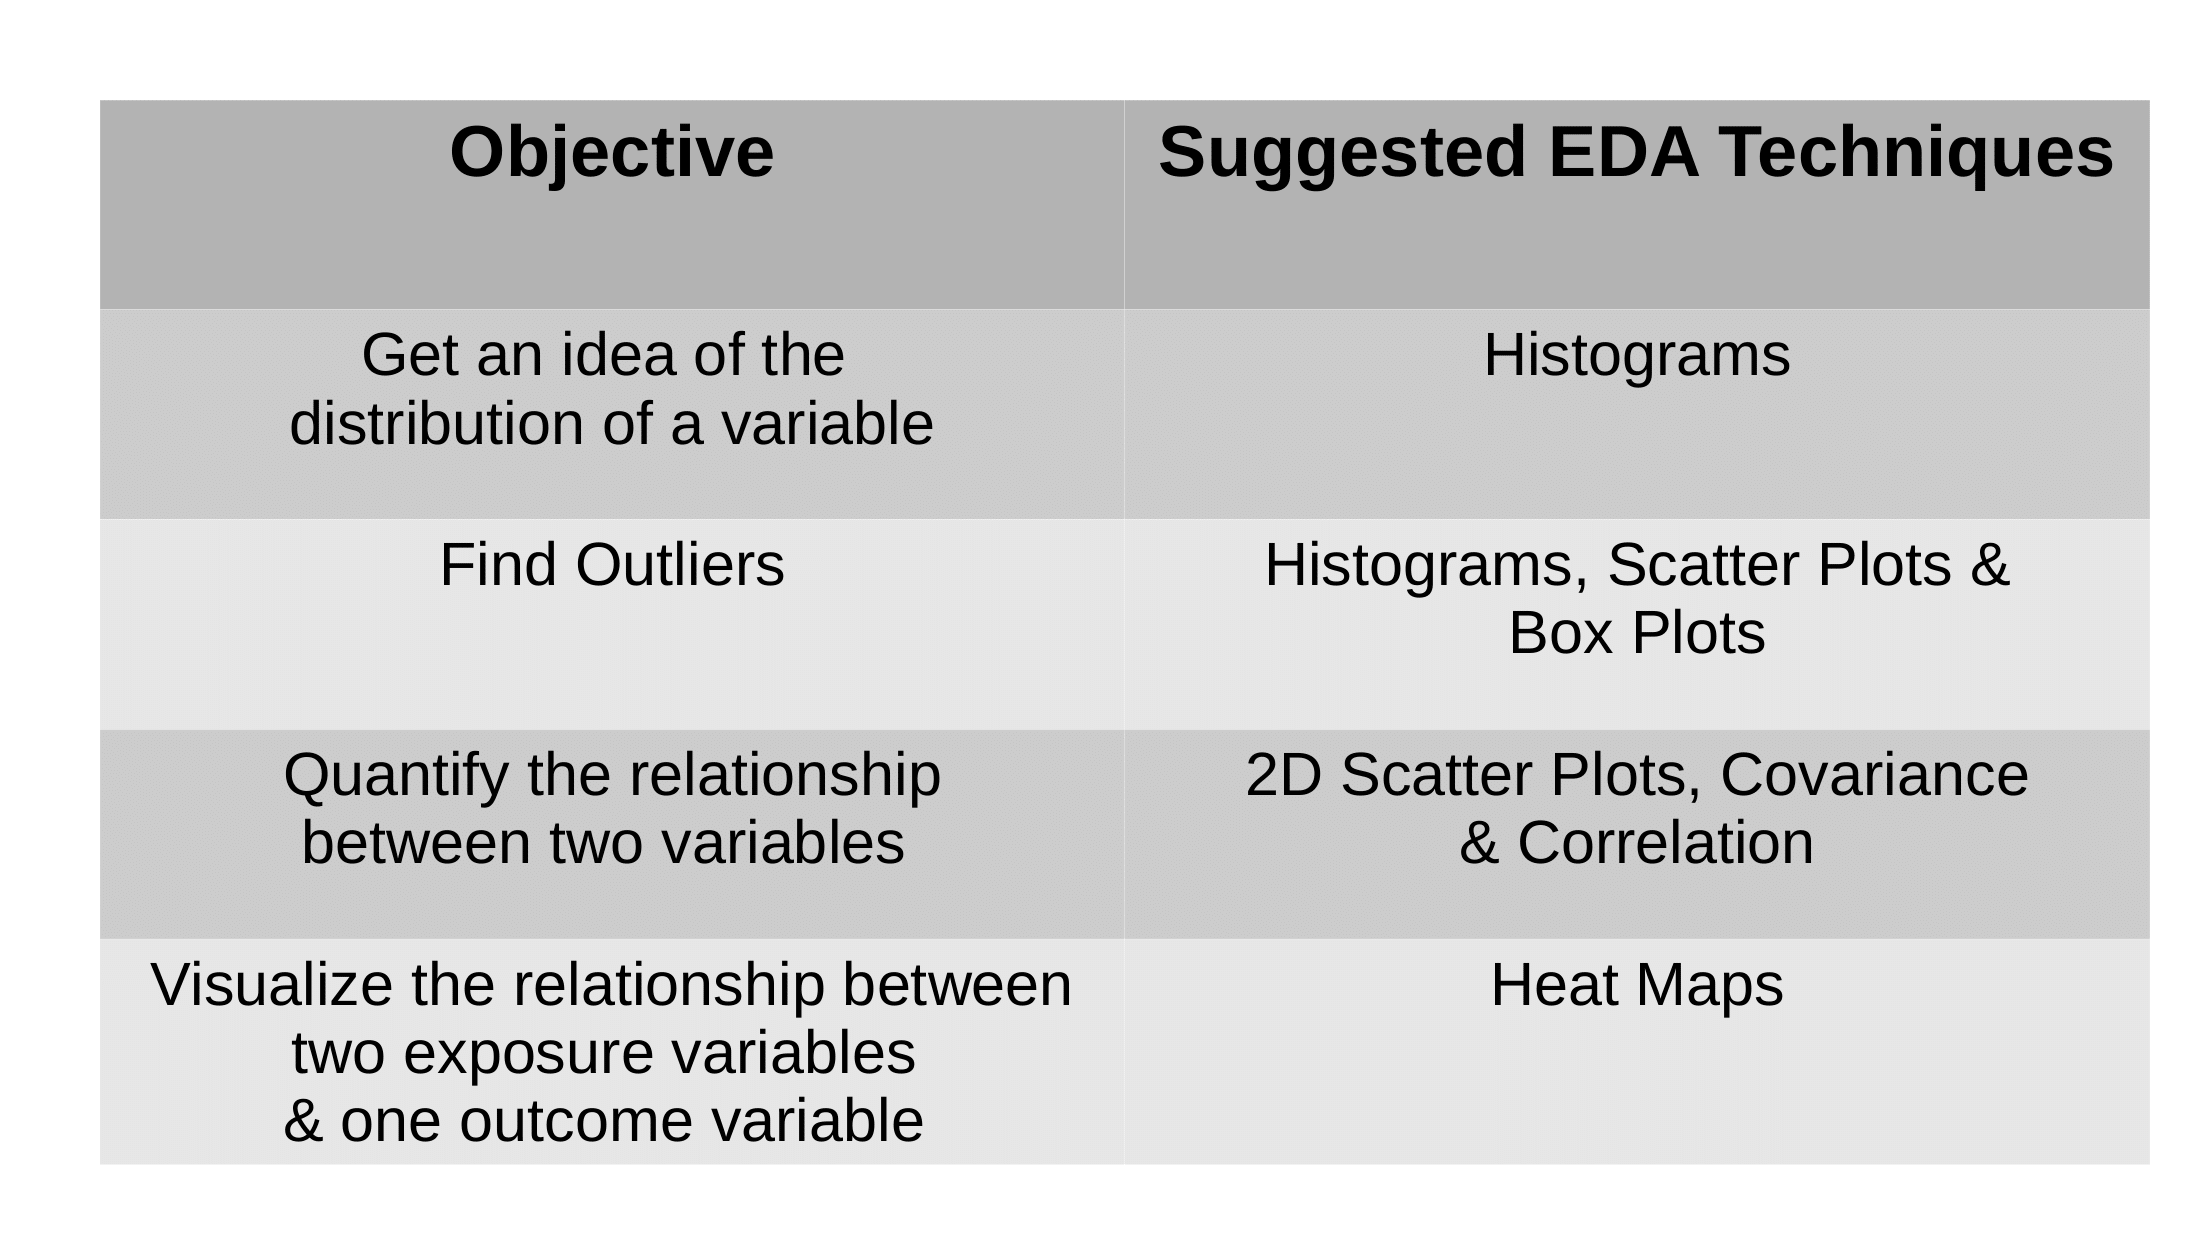 Objective
Suggested EDA Techniques
Get an idea of the
distribution of a variable
Histograms
Find Outliers
Histograms, Scatter Plots &
Box Plots
Quantify the relationship
between two variables
2D Scatter Plots, Covariance
& Correlation
Visualize the relationship between
two exposure variables
& one outcome variable
Heat Maps